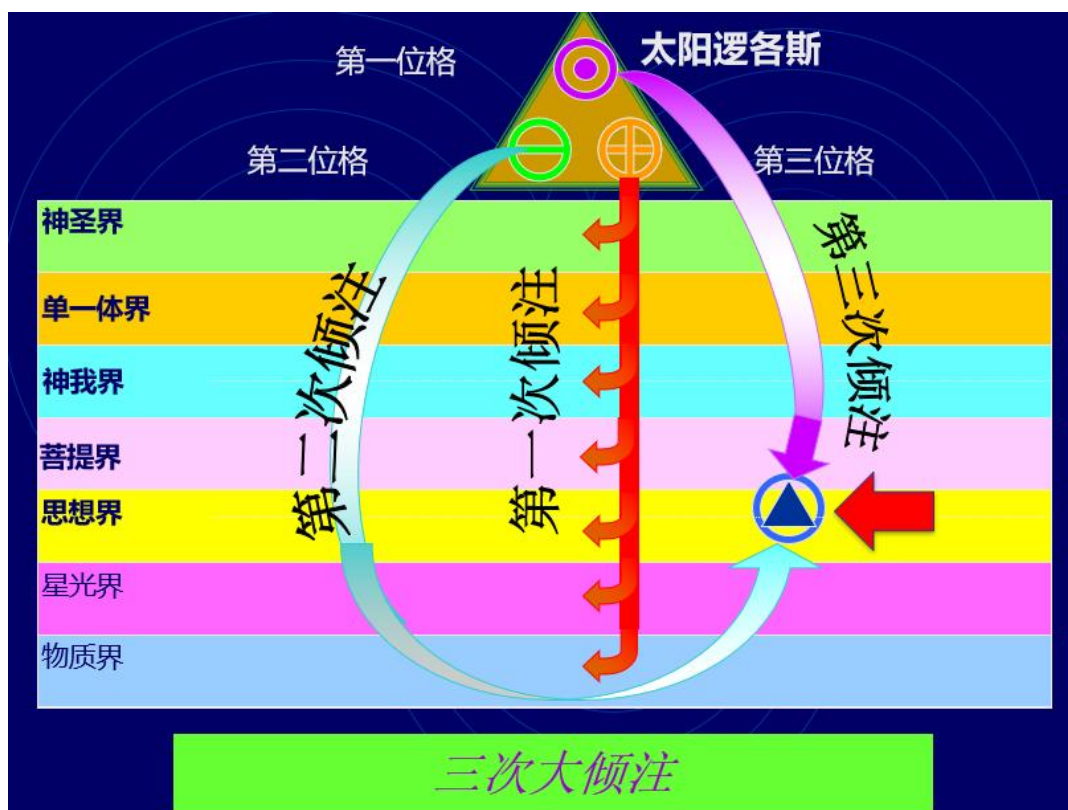 太阳逻各斯
第一位格
第二位格
第三位格
神圣界
单一体界
神我界
菩提界
思想界
星光界
物质界
第二次倾注
第一次倾注
第三次倾注
三次大倾注